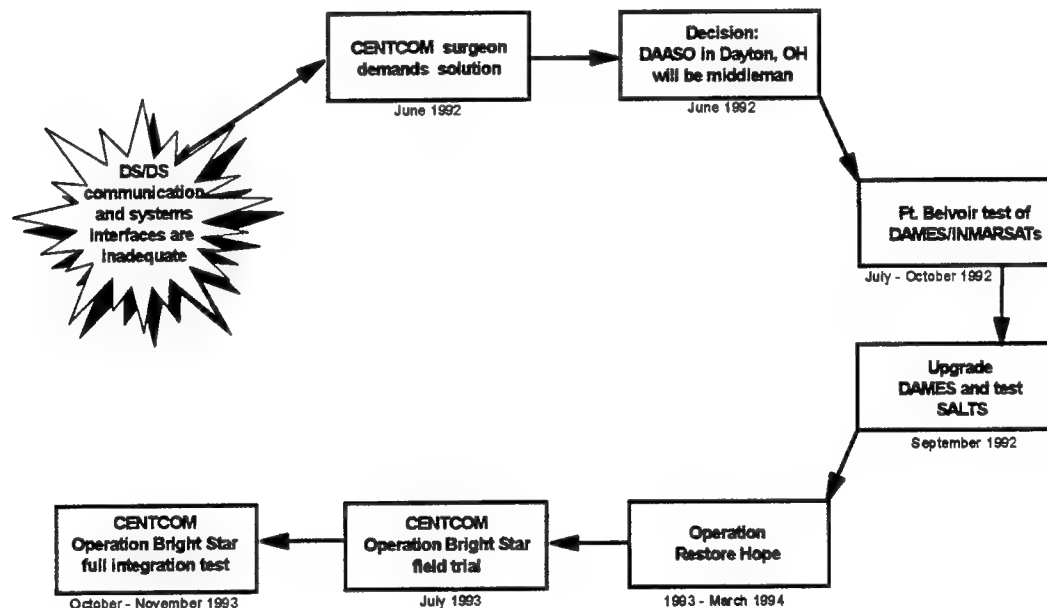 DS/DS
communication
and systems
interfaces are
inadequate
CENTCOM surgeon
demands solution
June 1992
Decision:
DAASO in Dayton, OH
will be middleman
June 1992
Ft. Belvoir test of
DAMES/INMARSATs
July - October 1992
Upgrade
DAMES and test
SALTS
September 1992
Operation
Restore Hope
1993 - March 1994
CENTCOM
Operation Bright Star
field trial
July 1993
CENTCOM
Operation Bright Star
full integration test
October - November 1993